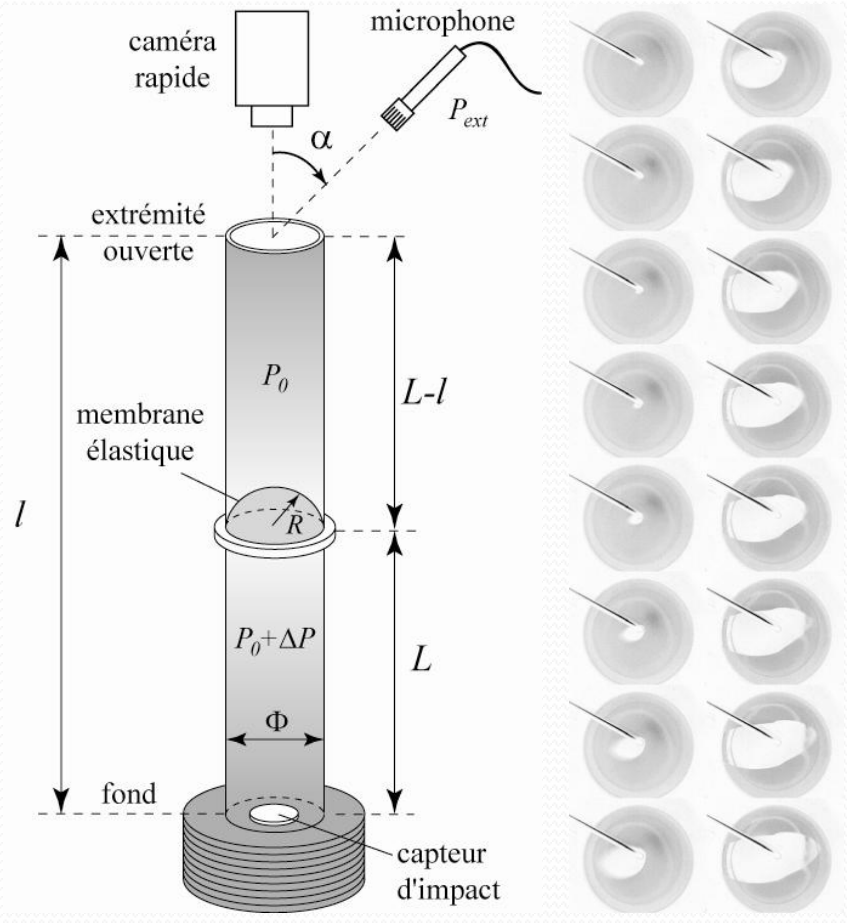 caméra
rapide
microphone
P_ext
α
extrémité
ouverte
P_0
L-l
membrane
élastique
R
l
P_0+ΔP
L
Φ
fond
capteur
d'impact